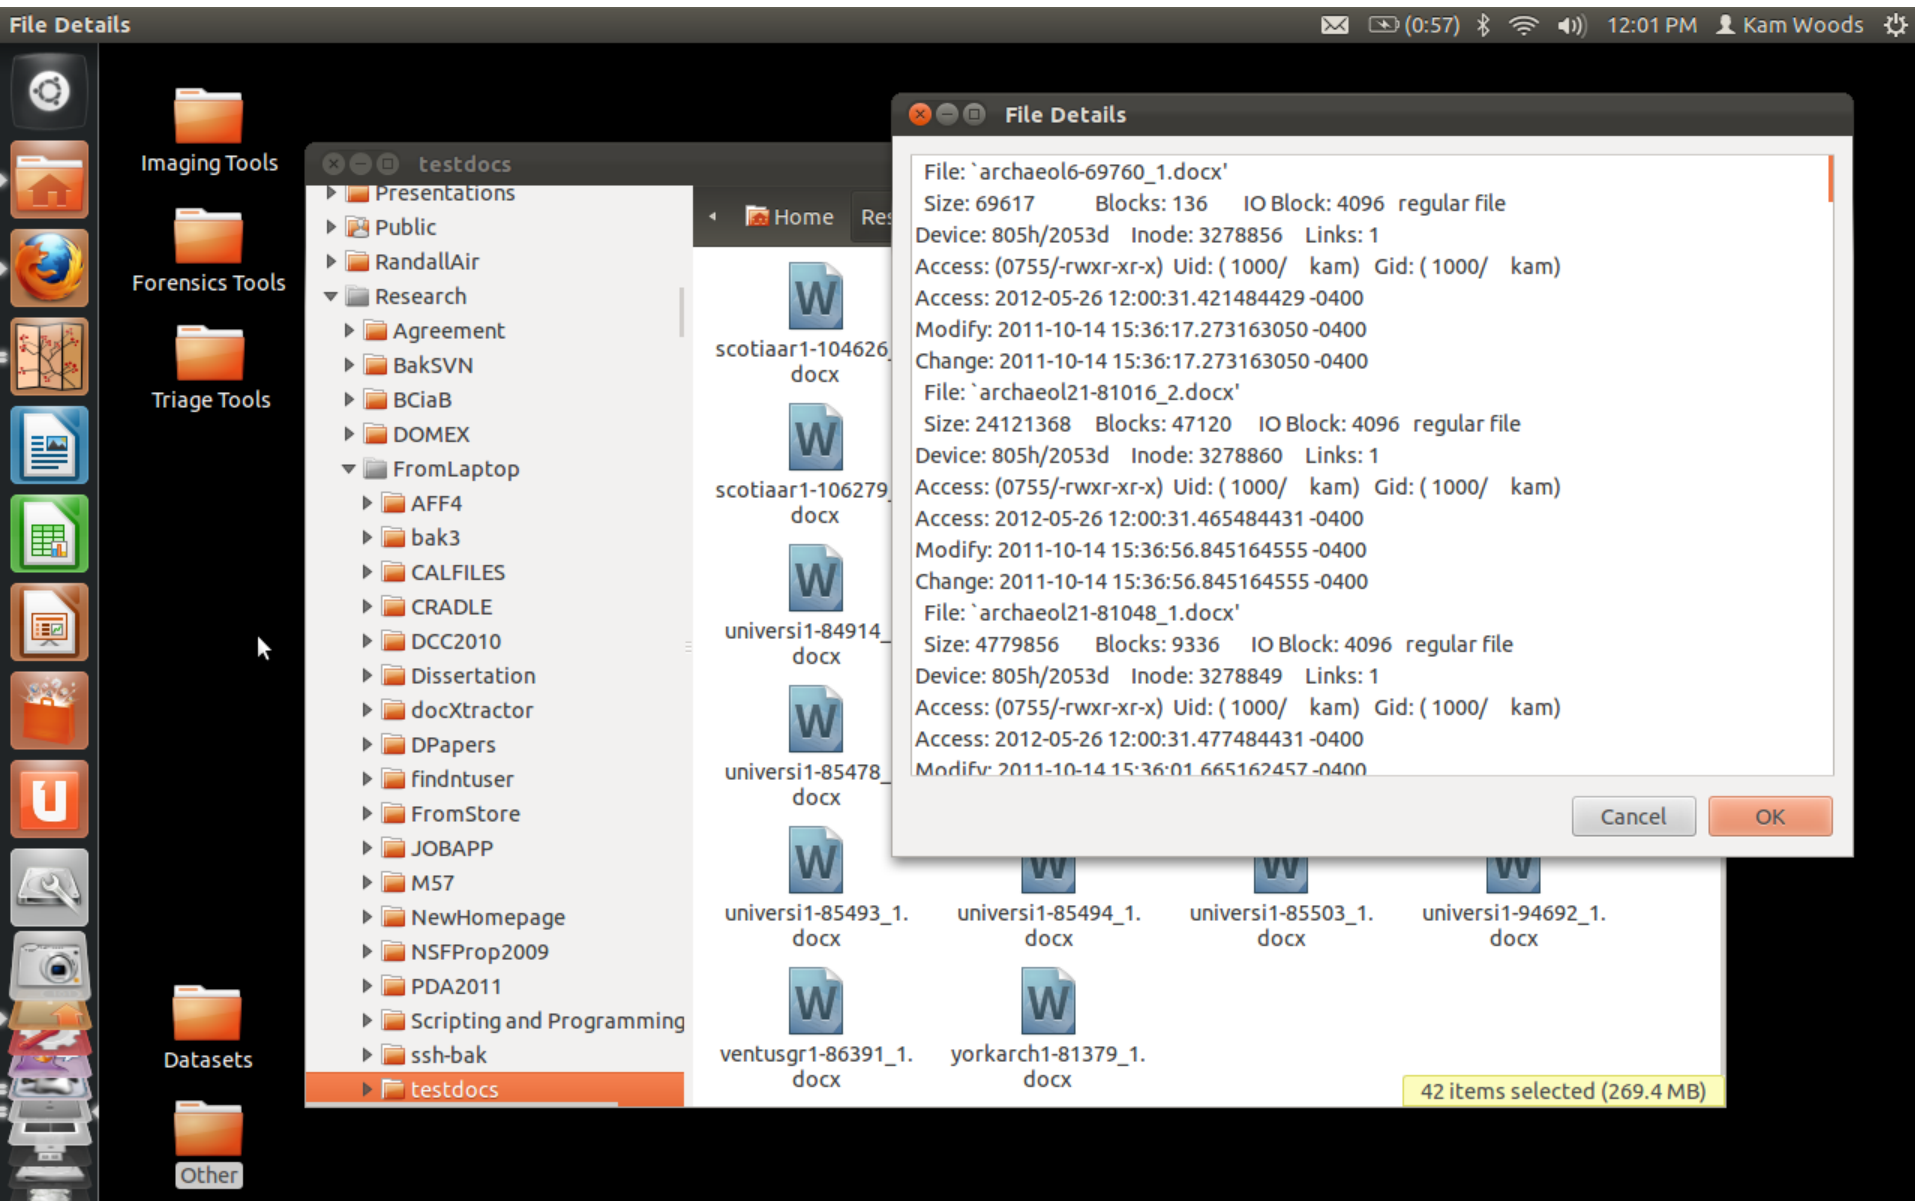 File Details
(0:57) 12:01 PM Kam Woods
Imaging Tools
Forensics Tools
Triage Tools
Datasets
Other
testdocs
Presentations
Public
RandallAir
Research
Agreement
BakSVN
BCiaB
DOMEX
FromLaptop
AFF4
bak3
CALFILES
CRADLE
DCC2010
Dissertation
docXtractor
DPapers
findntuser
FromStore
JOBAPP
M57
NewHomepage
NSFProp2009
PDA2011
Scripting and Programming
ssh-bak
testdocs
Home Res
scotiaar1-104626_
docx
scotiaar1-106279_
docx
universi1-84914_
docx
universi1-85478_
docx
universi1-85493_1.
docx
universi1-85494_1.
docx
universi1-85503_1.
docx
universi1-94692_1.
docx
ventusgr1-86391_1.
docx
yorkarch1-81379_1.
docx
42 items selected (269.4 MB)
File Details
File: `archaeol6-69760_1.docx'
Size: 69617 Blocks: 136 IO Block: 4096 regular file
Device: 805h/2053d Inode: 3278856 Links: 1
Access: (0755/-rwxr-xr-x) Uid: ( 1000/ kam) Gid: ( 1000/ kam)
Access: 2012-05-26 12:00:31.421484429 -0400
Modify: 2011-10-14 15:36:17.273163050 -0400
Change: 2011-10-14 15:36:17.273163050 -0400
File: `archaeol21-81016_2.docx'
Size: 24121368 Blocks: 47120 IO Block: 4096 regular file
Device: 805h/2053d Inode: 3278860 Links: 1
Access: (0755/-rwxr-xr-x) Uid: ( 1000/ kam) Gid: ( 1000/ kam)
Access: 2012-05-26 12:00:31.465484431 -0400
Modify: 2011-10-14 15:36:56.845164555 -0400
Change: 2011-10-14 15:36:56.845164555 -0400
File: `archaeol21-81048_1.docx'
Size: 4779856 Blocks: 9336 IO Block: 4096 regular file
Device: 805h/2053d Inode: 3278849 Links: 1
Access: (0755/-rwxr-xr-x) Uid: ( 1000/ kam) Gid: ( 1000/ kam)
Access: 2012-05-26 12:00:31.477484431 -0400
Modify: 2011-10-14 15:36:01.665162457 -0400
Cancel OK